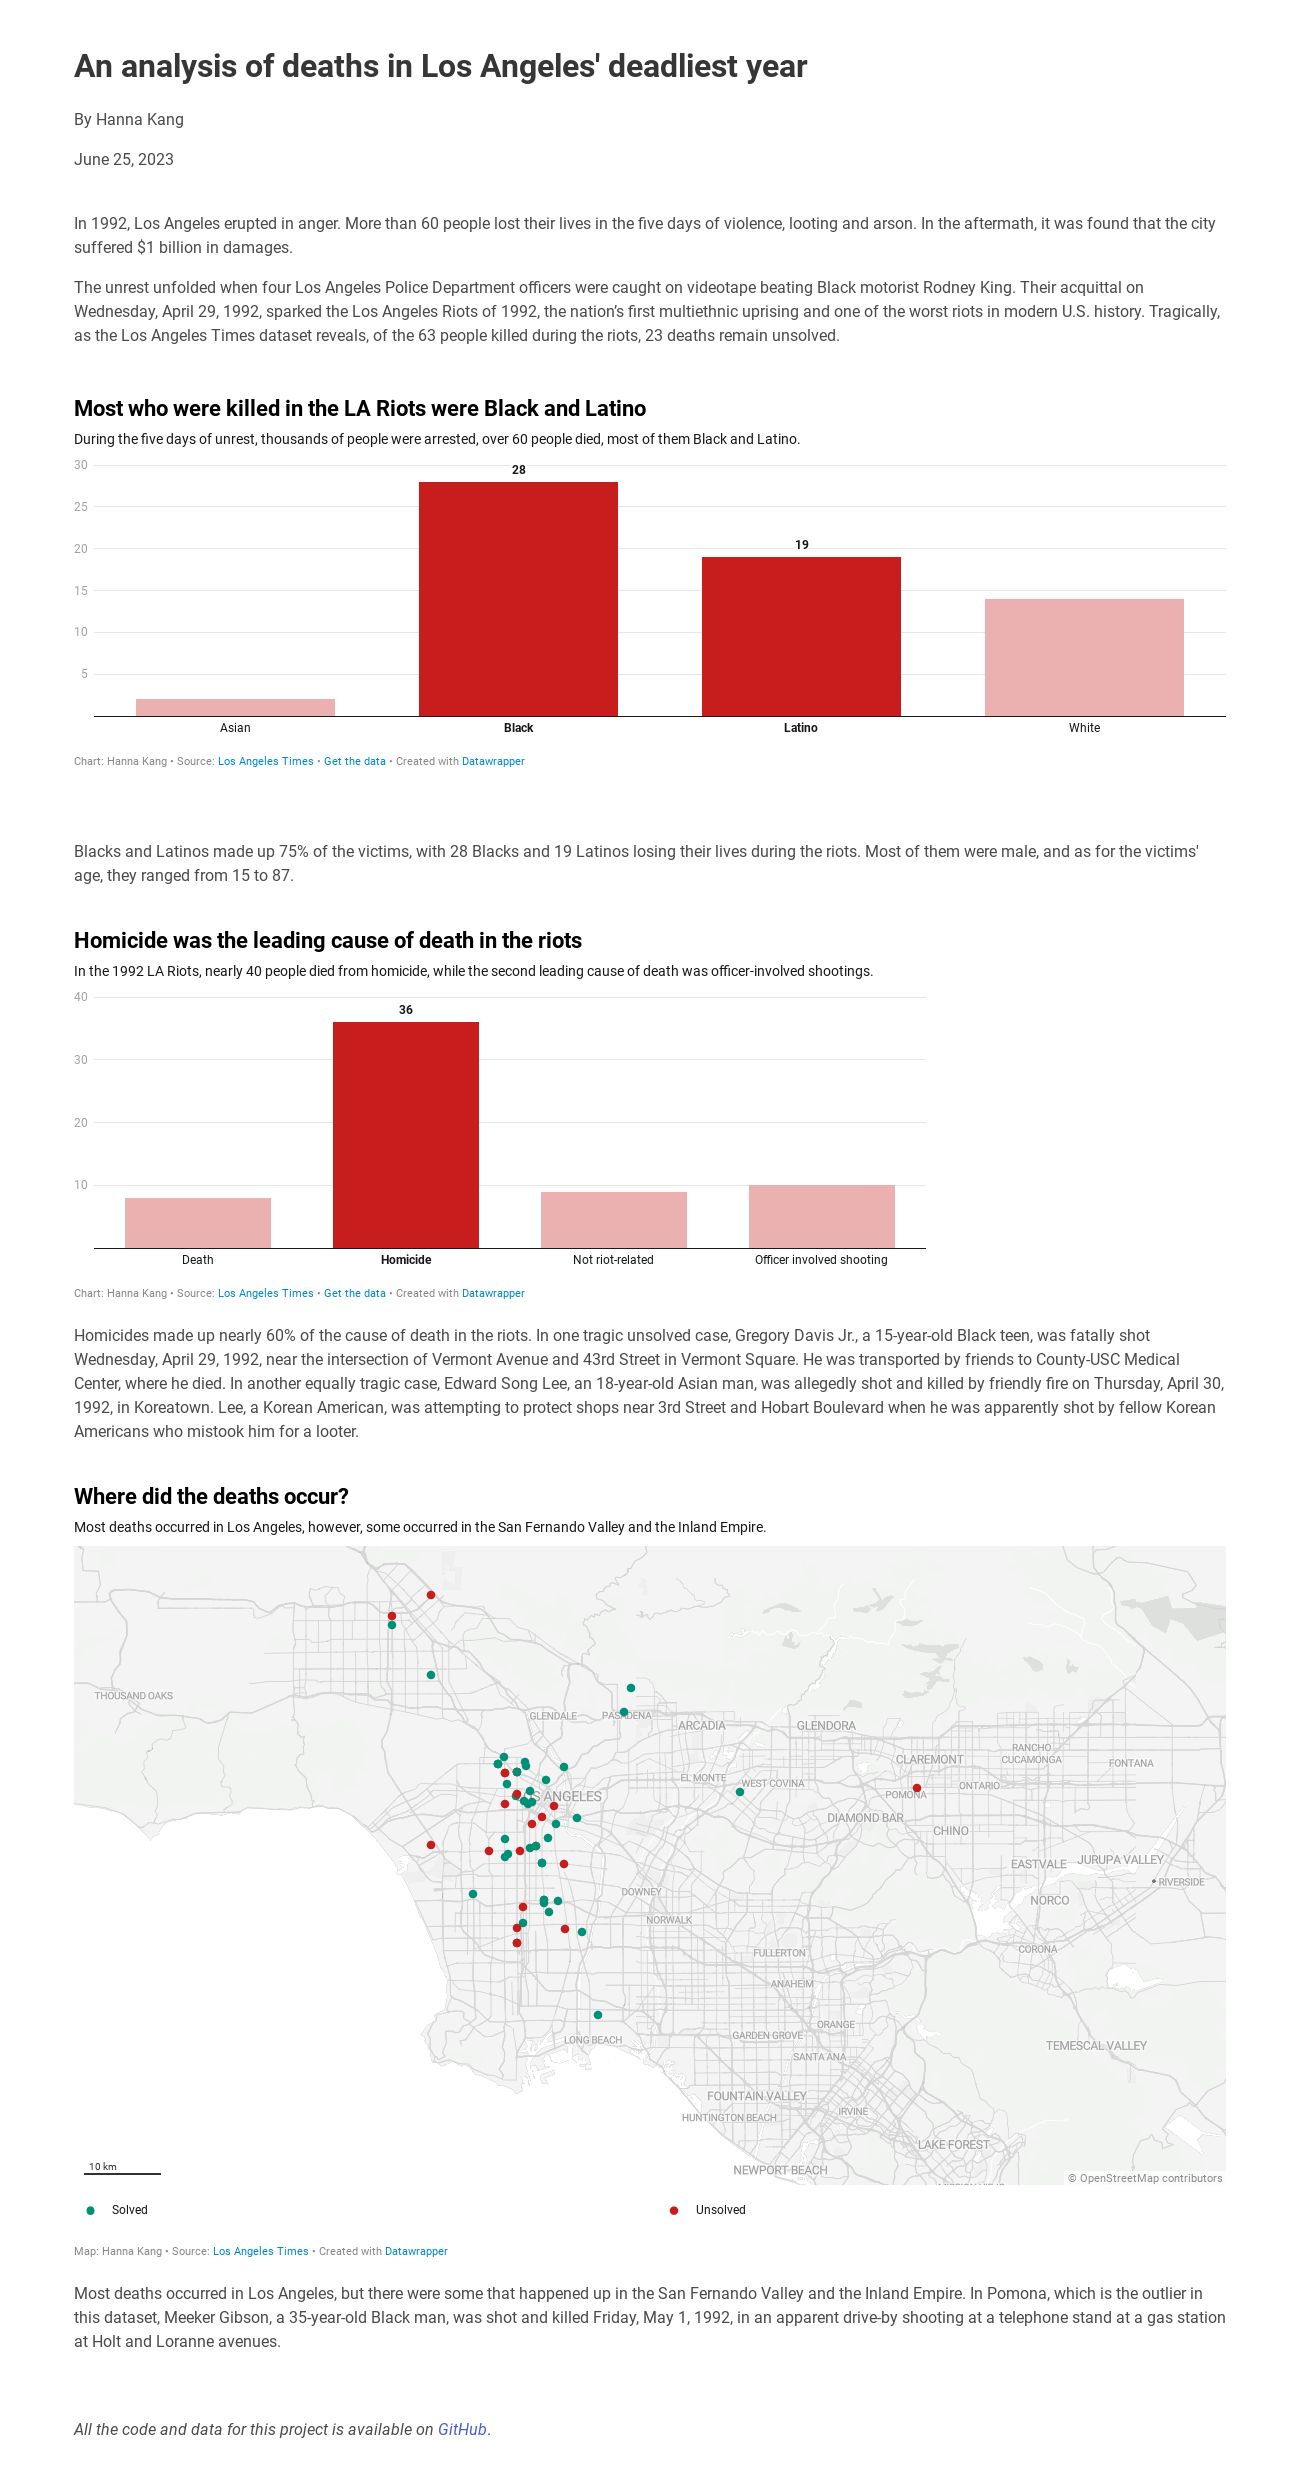 An analysis of deaths in Los Angeles' deadliest year
By Hanna Kang
June 25, 2023
In 1992, Los Angeles erupted in anger. More than 60 people lost their lives in the five days of violence, looting and arson. In the aftermath, it was found that the city
suffered $1 billion in damages.
The unrest unfolded when four Los Angeles Police Department officers were caught on videotape beating Black motorist Rodney King. Their acquittal on
Wednesday, April 29, 1992, sparked the Los Angeles Riots of 1992, the nation’s first multiethnic uprising and one of the worst riots in modern U.S. history. Tragically,
as the Los Angeles Times dataset reveals, of the 63 people killed during the riots, 23 deaths remain unsolved.
Most who were killed in the LA Riots were Black and Latino
During the five days of unrest, thousands of people were arrested, over 60 people died, most of them Black and Latino.
30
28
25
20
19
15
10
5
Asian
Black
Latino
White
Chart: Hanna Kang • Source: Los Angeles Times • Get the data • Created with Datawrapper
Blacks and Latinos made up 75% of the victims, with 28 Blacks and 19 Latinos losing their lives during the riots. Most of them were male, and as for the victims'
age, they ranged from 15 to 87.
Homicide was the leading cause of death in the riots
In the 1992 LA Riots, nearly 40 people died from homicide, while the second leading cause of death was officer-involved shootings.
40
36
30
20
10
Death
Homicide
Not riot-related
Officer involved shooting
Chart: Hanna Kang • Source: Los Angeles Times • Get the data • Created with Datawrapper
Homicides made up nearly 60% of the cause of death in the riots. In one tragic unsolved case, Gregory Davis Jr., a 15-year-old Black teen, was fatally shot
Wednesday, April 29, 1992, near the intersection of Vermont Avenue and 43rd Street in Vermont Square. He was transported by friends to County-USC Medical
Center, where he died. In another equally tragic case, Edward Song Lee, an 18-year-old Asian man, was allegedly shot and killed by friendly fire on Thursday, April 30,
1992, in Koreatown. Lee, a Korean American, was attempting to protect shops near 3rd Street and Hobart Boulevard when he was apparently shot by fellow Korean
Americans who mistook him for a looter.
Where did the deaths occur?
Most deaths occurred in Los Angeles, however, some occurred in the San Fernando Valley and the Inland Empire.
THOUSAND OAKS
GLENDALE
PASADENA
ARCADIA
GLENDORA
RANCHO
CUCAMONGA
CLAREMONT
FONTANA
EL MONTE
WEST COVINA
ONTARIO
POMONA
S ANGELES
DIAMOND BAR
CHINO
EASTVALE
JURUPA VALLEY
RIVERSIDE
DOWNEY
NORCO
NORWALK
CORONA
FULLERTON
ANAHEIM
ORANGE
GARDEN GROVE
LONG BEACH
TEMESCAL VALLEY
SANTA ANA
FOUNTAIN VALLEY
IRVINE
HUNTINGTON BEACH
LAKE FOREST
NEWPORT BEACH
10 km
© OpenStreetMap contributors
Solved
Unsolved
Map: Hanna Kang • Source: Los Angeles Times • Created with Datawrapper
Most deaths occurred in Los Angeles, but there were some that happened up in the San Fernando Valley and the Inland Empire. In Pomona, which is the outlier in
this dataset, Meeker Gibson, a 35-year-old Black man, was shot and killed Friday, May 1, 1992, in an apparent drive-by shooting at a telephone stand at a gas station
at Holt and Loranne avenues.
All the code and data for this project is available on GitHub.